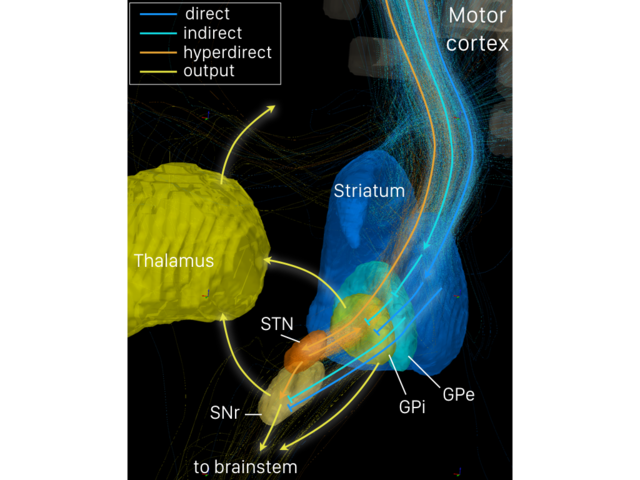 direct
indirect
hyperdirect
output
Motor
cortex
Striatum
Thalamus
STN
SNr
GPi
GPe
to brainstem